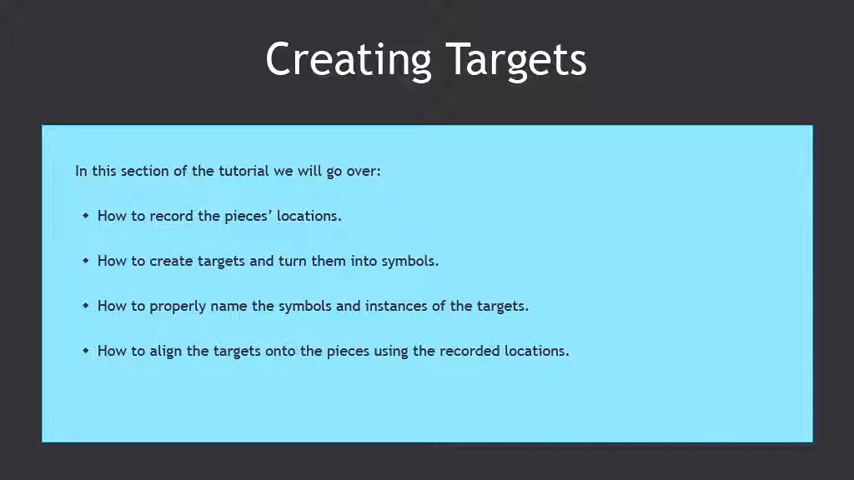 Creating Targets
In this section of the tutorial we will go over:
◆ How to record the pieces’ locations.
◆ How to create targets and turn them into symbols.
◆ How to properly name the symbols and instances of the targets.
◆ How to align the targets onto the pieces using the recorded locations.